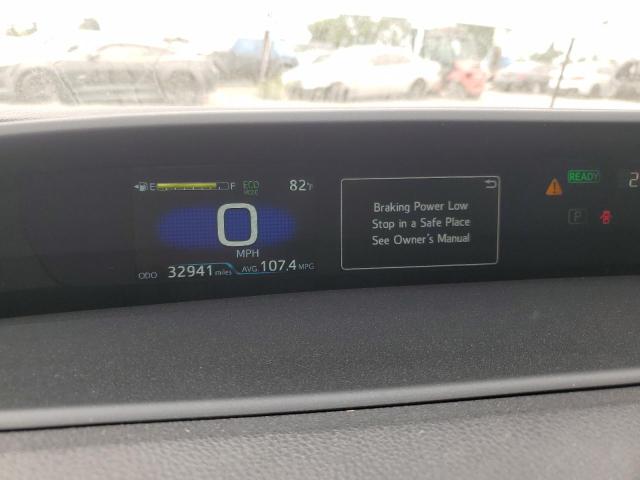 E F ECO MODE 82°F
0
MPH
ODO 32941 miles AVG. 107.4 MPG
Braking Power Low
Stop in a Safe Place
See Owner's Manual
READY 2
P